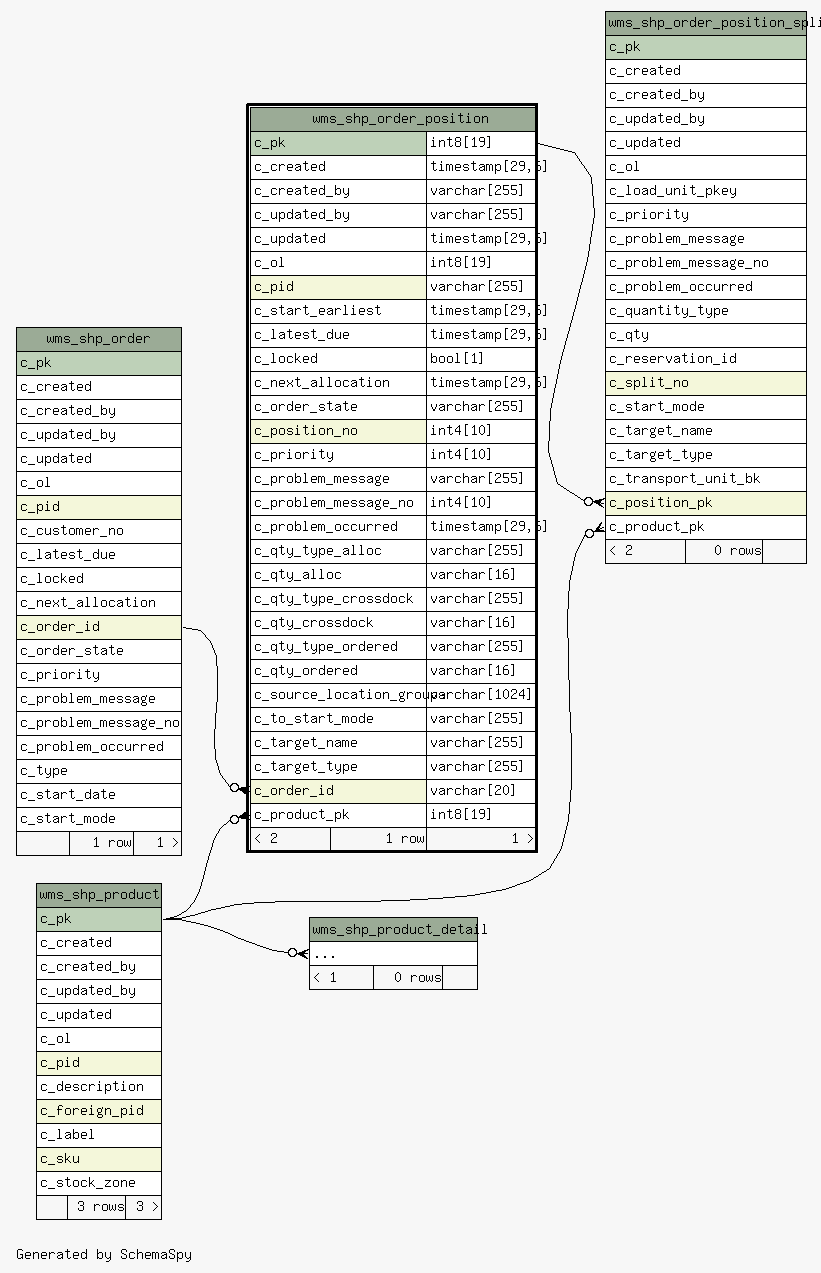 wms_shp_order_position_spli
c_pk
c_created
c_created_by
c_updated_by
c_updated
c_ol
c_load_unit_pkey
c_priority
c_problem_message
c_problem_message_no
c_problem_occurred
c_quantity_type
c_qty
c_reservation_id
c_split_no
c_start_mode
c_target_name
c_target_type
c_transport_unit_bk
c_position_pk
c_product_pk
< 2 0 rows
wms_shp_order_position
c_pk int8[19]
c_created timestamp[29,6]
c_created_by varchar[255]
c_updated_by varchar[255]
c_updated timestamp[29,6]
c_ol int8[19]
c_pid varchar[255]
c_start_earliest timestamp[29,6]
c_latest_due timestamp[29,6]
c_locked bool[1]
c_next_allocation timestamp[29,6]
c_order_state varchar[255]
c_position_no int4[10]
c_priority int4[10]
c_problem_message varchar[255]
c_problem_message_no int4[10]
c_problem_occurred timestamp[29,6]
c_qty_type_alloc varchar[255]
c_qty_alloc varchar[16]
c_qty_type_crossdock varchar[255]
c_qty_crossdock varchar[16]
c_qty_type_ordered varchar[255]
c_qty_ordered varchar[16]
c_source_location_groups varchar[1024]
c_to_start_mode varchar[255]
c_target_name varchar[255]
c_target_type varchar[255]
c_order_id varchar[20]
c_product_pk int8[19]
< 2 1 row 1 >
wms_shp_order
c_pk
c_created
c_created_by
c_updated_by
c_updated
c_ol
c_pid
c_customer_no
c_latest_due
c_locked
c_next_allocation
c_order_id
c_order_state
c_priority
c_problem_message
c_problem_message_no
c_problem_occurred
c_type
c_start_date
c_start_mode
1 row 1 >
wms_shp_product
c_pk
c_created
c_created_by
c_updated_by
c_updated
c_ol
c_pid
c_description
c_foreign_pid
c_label
c_sku
c_stock_zone
3 rows 3 >
wms_shp_product_detail
...
< 1 0 rows
Generated by SchemaSpy